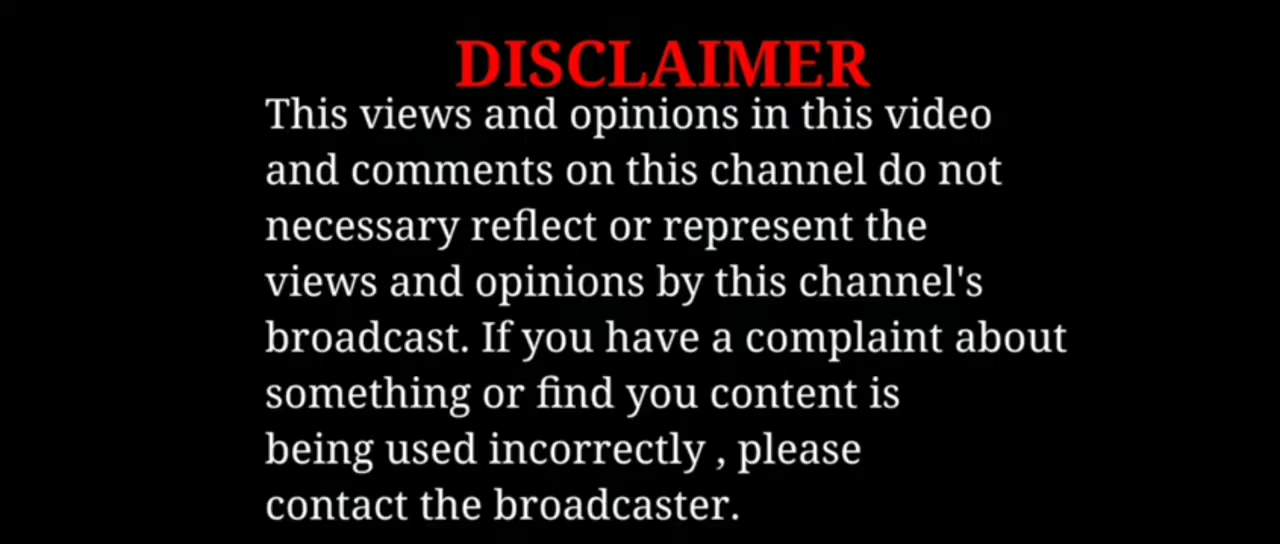 DISCLAIMER
This views and opinions in this video
and comments on this channel do not
necessary reflect or represent the
views and opinions by this channel's
broadcast. If you have a complaint about
something or find you content is
being used incorrectly , please
contact the broadcaster.